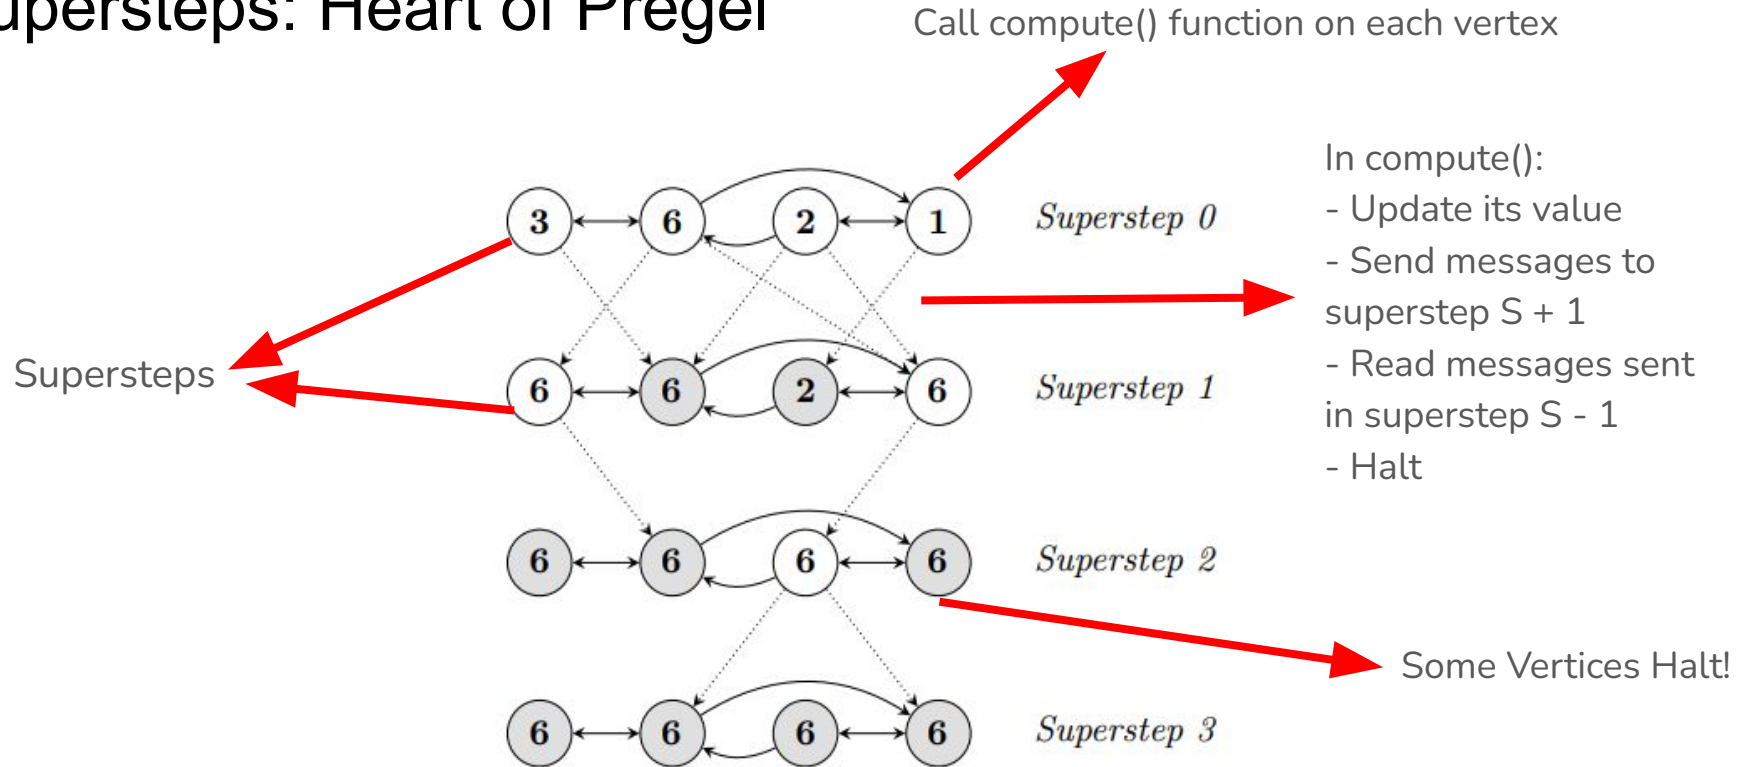 upersteps: Heart of Pregel
Call compute() function on each vertex
In compute():
- Update its value
- Send messages to
superstep S + 1
- Read messages sent
in superstep S - 1
- Halt
3 6 2 1 Superstep 0
Supersteps
6 6 2 6 Superstep 1
6 6 6 6 Superstep 2
Some Vertices Halt!
6 6 6 6 Superstep 3